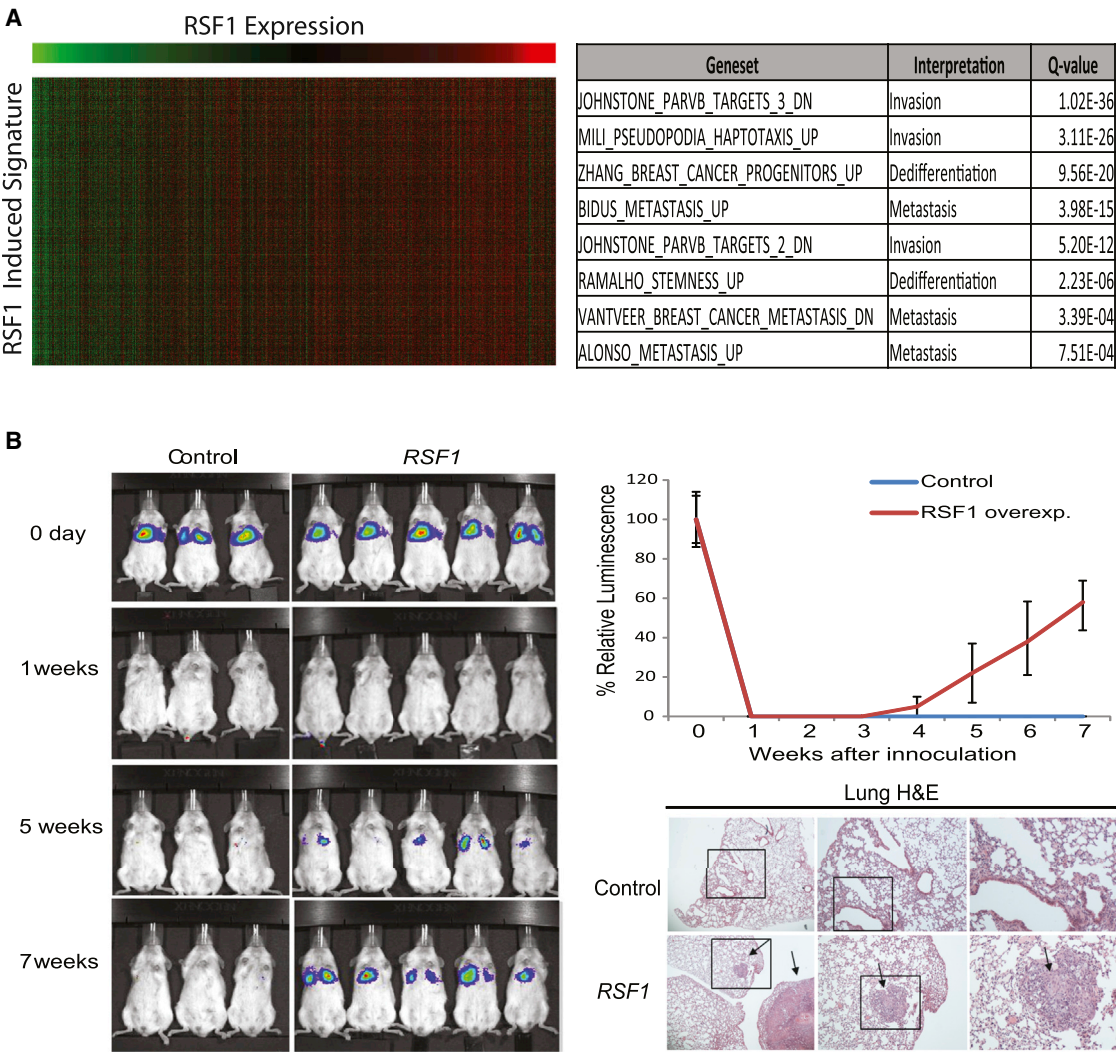 A
RSF1 Expression
RSF1 Induced Signature
Geneset Interpretation Q-value
JOHNSTONE_PARVB_TARGETS_3_DN Invasion 1.02E-36
MILI_PSEUDOPODIA_HAPTOTAXIS_UP Invasion 3.11E-26
ZHANG_BREAST_CANCER_PROGENITORS_UP Dedifferentiation 9.56E-20
BIDUS_METASTASIS_UP Metastasis 3.98E-15
JOHNSTONE_PARVB_TARGETS_2_DN Invasion 5.20E-12
RAMALHO_STEMNESS_UP Dedifferentiation 2.23E-06
VANTVEER_BREAST_CANCER_METASTASIS_DN Metastasis 3.39E-04
ALONSO_METASTASIS_UP Metastasis 7.51E-04
B
Control RSF1
0 day
1weeks
5 weeks
7weeks
Control
RSF1 overexp.
% Relative Luminescence
120
100
80
60
40
20
0
0 1 2 3 4 5 6 7
Weeks after innoculation
Lung H&E
Control
RSF1